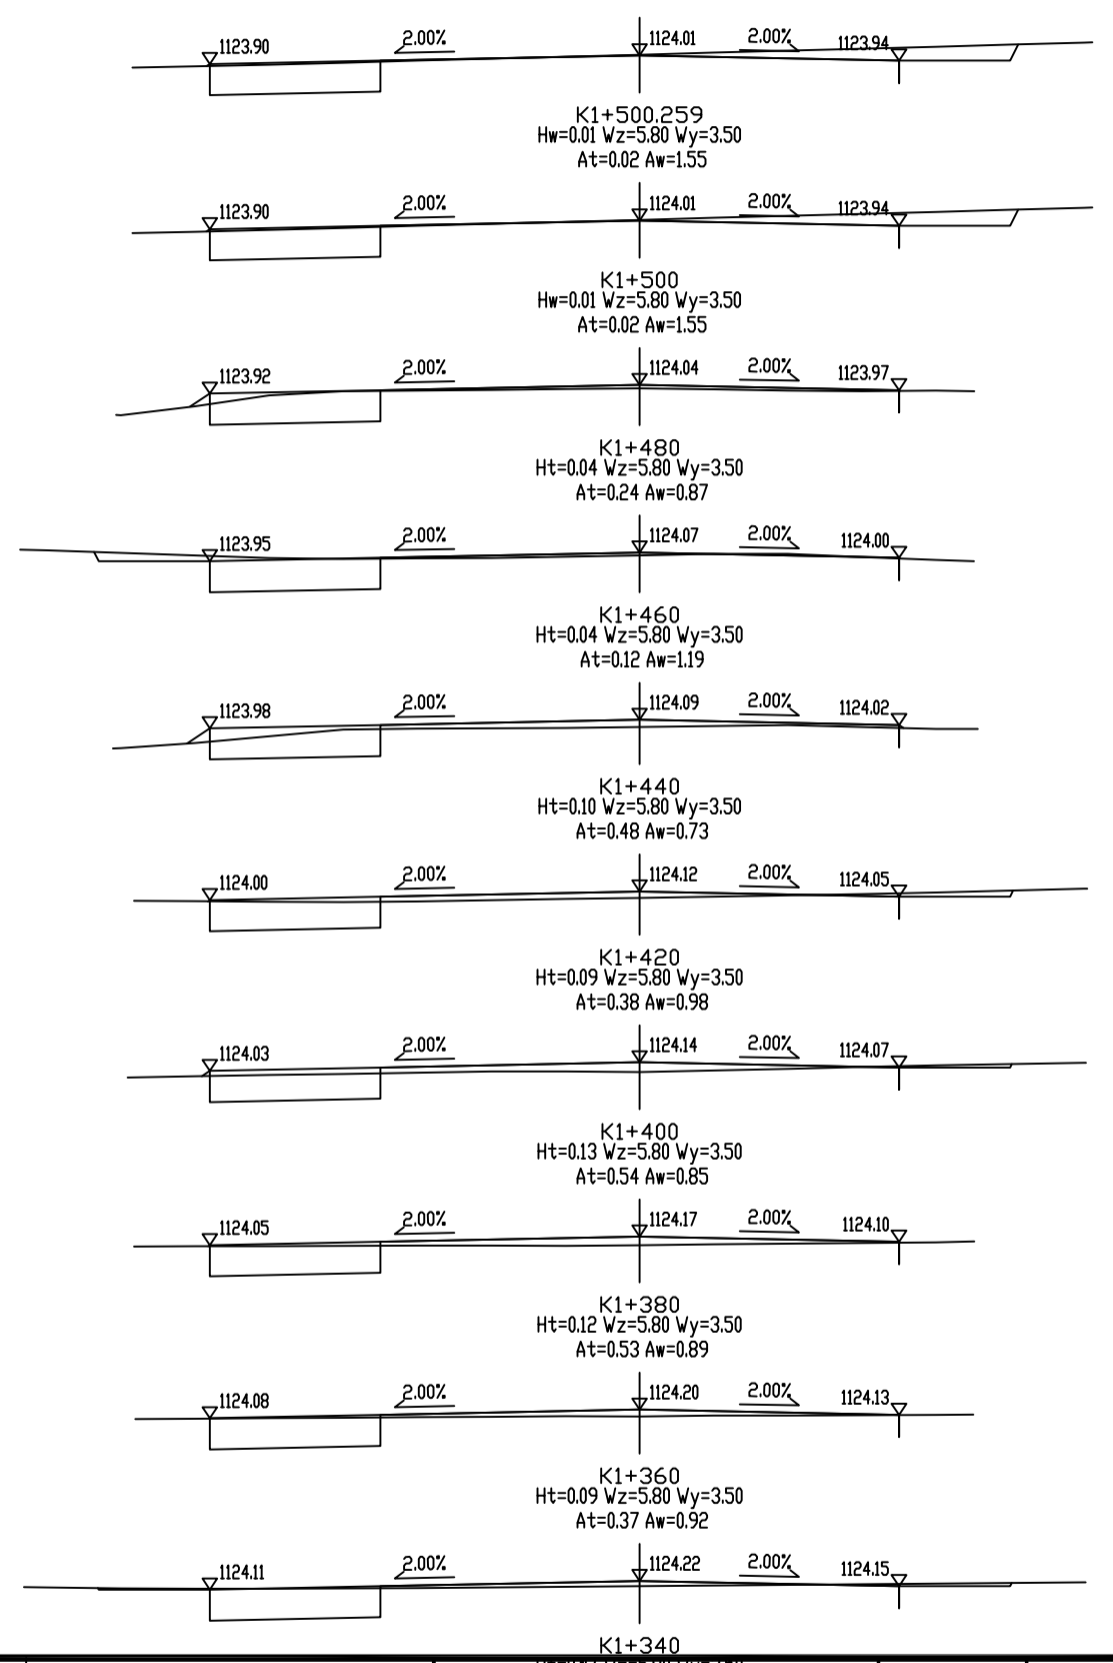 1123.90 2.00% 1124.01 2.00% 1123.94
K1+500.259
Hw=0.01 Wz=5.80 Wy=3.50
At=0.02 Aw=1.55
1123.90 2.00% 1124.01 2.00% 1123.94
K1+500
Hw=0.01 Wz=5.80 Wy=3.50
At=0.02 Aw=1.55
1123.92 2.00% 1124.04 2.00% 1123.97
K1+480
Ht=0.04 Wz=5.80 Wy=3.50
At=0.24 Aw=0.87
1123.95 2.00% 1124.07 2.00% 1124.00
K1+460
Ht=0.04 Wz=5.80 Wy=3.50
At=0.12 Aw=1.19
1123.98 2.00% 1124.09 2.00% 1124.02
K1+440
Ht=0.10 Wz=5.80 Wy=3.50
At=0.48 Aw=0.73
1124.00 2.00% 1124.12 2.00% 1124.05
K1+420
Ht=0.09 Wz=5.80 Wy=3.50
At=0.38 Aw=0.98
1124.03 2.00% 1124.14 2.00% 1124.07
K1+400
Ht=0.13 Wz=5.80 Wy=3.50
At=0.54 Aw=0.85
1124.05 2.00% 1124.17 2.00% 1124.10
K1+380
Ht=0.12 Wz=5.80 Wy=3.50
At=0.53 Aw=0.89
1124.08 2.00% 1124.20 2.00% 1124.13
K1+360
Ht=0.09 Wz=5.80 Wy=3.50
At=0.37 Aw=0.92
1124.11 2.00% 1124.22 2.00% 1124.15
K1+340